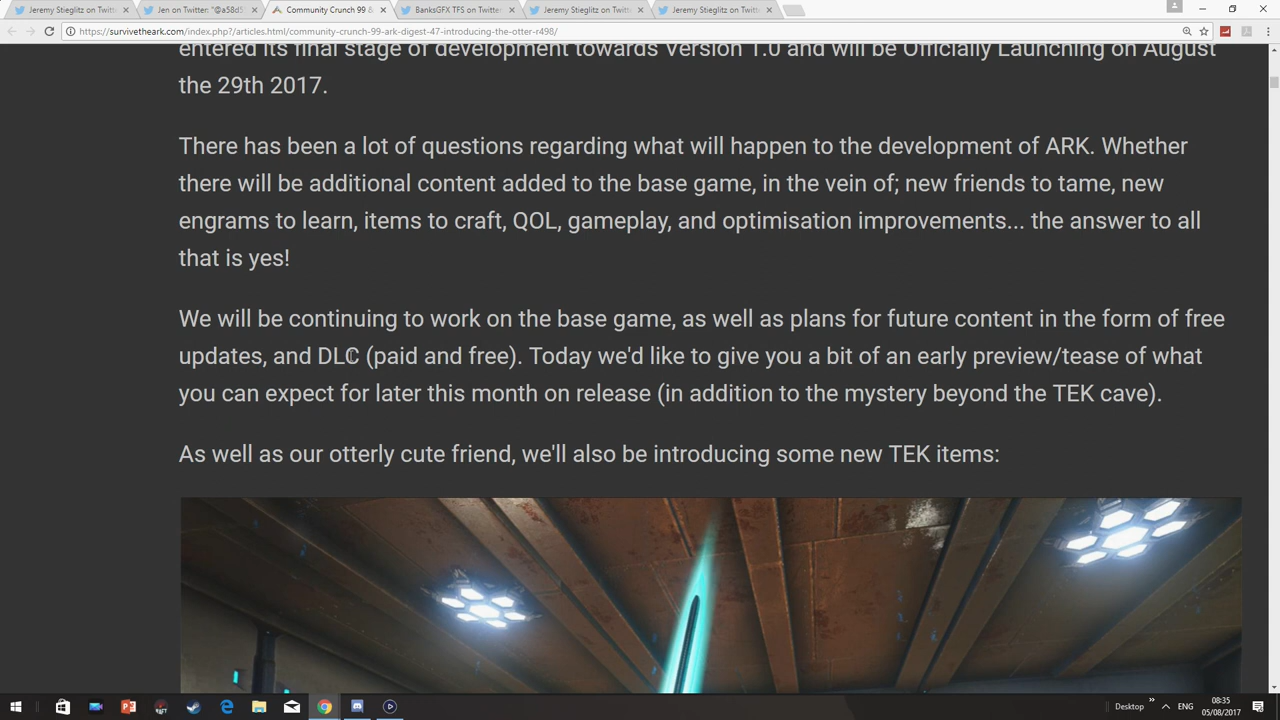 Jeremy Stieglitz on Twitt
Jen on Twitter: "@a58d5
Community Crunch 99 &
BanksGFX TFS on Twitter
Jeremy Stieglitz on Twitt
Jeremy Stieglitz on Twitt
https://survivetheark.com/index.php?/articles.html/community-crunch-99-ark-digest-47-introducing-the-otter-r498/
entered its final stage of development towards Version 1.0 and will be Officially Launching on August
the 29th 2017.
There has been a lot of questions regarding what will happen to the development of ARK. Whether
there will be additional content added to the base game, in the vein of; new friends to tame, new
engrams to learn, items to craft, QOL, gameplay, and optimisation improvements... the answer to all
that is yes!
We will be continuing to work on the base game, as well as plans for future content in the form of free
updates, and DLC (paid and free). Today we'd like to give you a bit of an early preview/tease of what
you can expect for later this month on release (in addition to the mystery beyond the TEK cave).
As well as our otterly cute friend, we'll also be introducing some new TEK items:
Desktop
ENG
08:35
05/08/2017